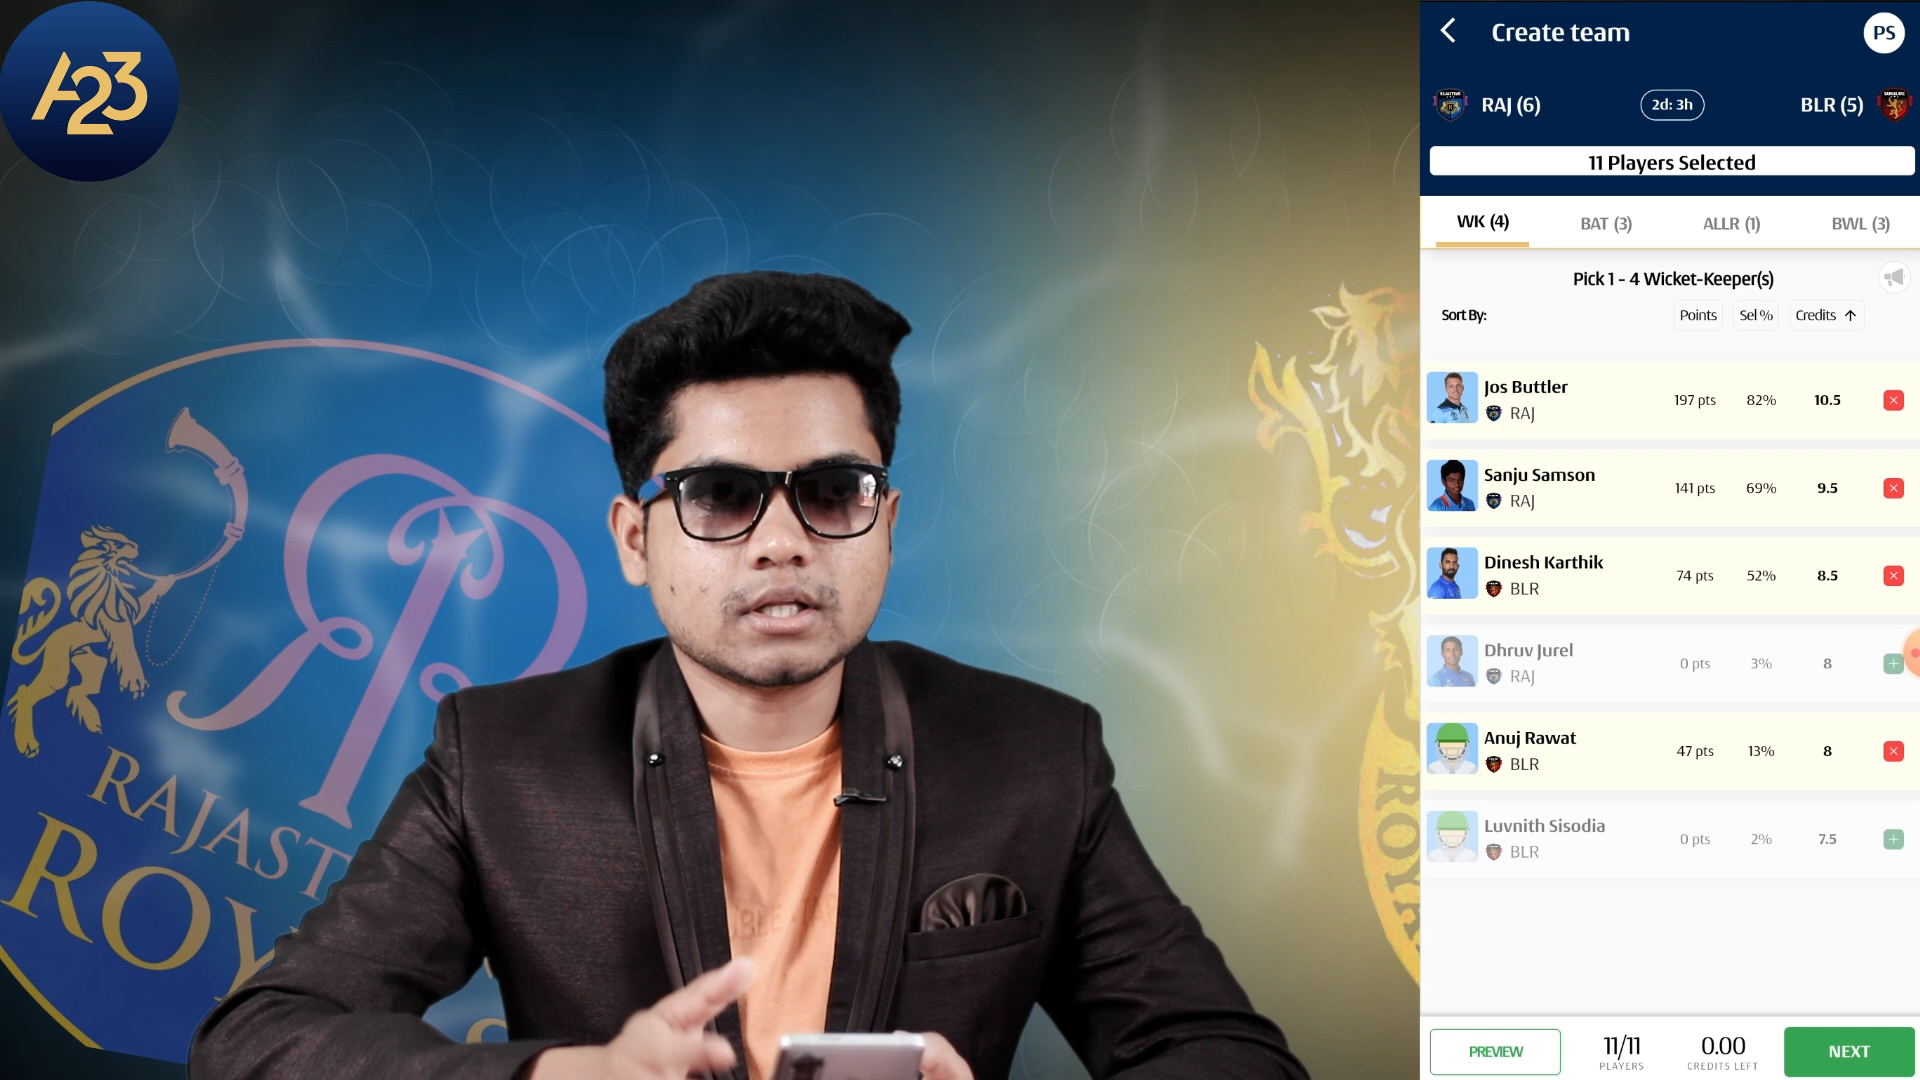 A23
RAJAST
ROY
ROYA
Create team
PS
RAJ (6)
2d: 3h
BLR (5)
11 Players Selected
WK (4)
BAT (3)
ALLR (1)
BWL (3)
Pick 1 - 4 Wicket-Keeper(s)
Sort By:
Points
Sel %
Credits ↑
Jos Buttler
RAJ
197 pts
82%
10.5
Sanju Samson
RAJ
141 pts
69%
9.5
Dinesh Karthik
BLR
74 pts
52%
8.5
Dhruv Jurel
RAJ
0 pts
3%
8
Anuj Rawat
BLR
47 pts
13%
8
Luvnith Sisodia
BLR
0 pts
2%
7.5
PREVIEW
11/11
PLAYERS
0.00
CREDITS LEFT
NEXT